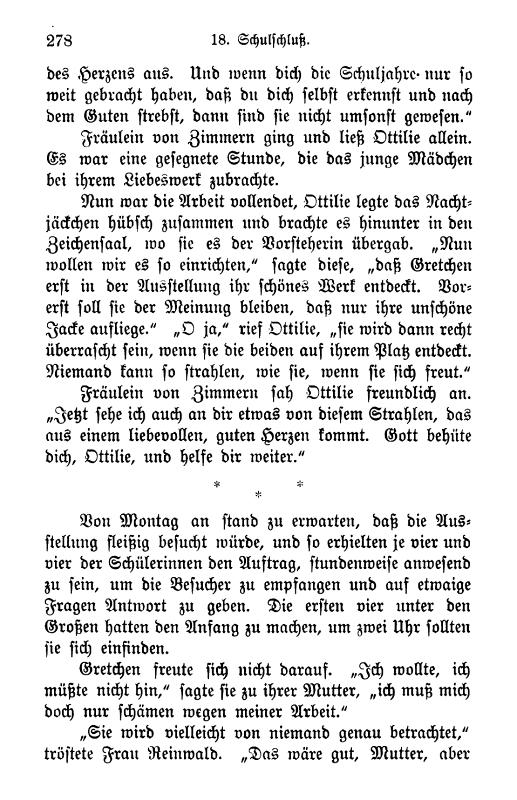 278 18. Schulschluß.
des Herzens aus. Und wenn dich die Schuljahre nur so
weit gebracht haben, daß du dich selbst erkennst und nach
dem Guten strebst, dann sind sie nicht umsonst gewesen.“
Fräulein von Zimmern ging und ließ Ottilie allein.
Es war eine gesegnete Stunde, die das junge Mädchen
bei ihrem Liebeswerk zubrachte.
Nun war die Arbeit vollendet, Ottilie legte das Nacht-
jäckchen hübsch zusammen und brachte es hinunter in den
Zeichensaal, wo sie es der Vorsteherin übergab. „Nun
wollen wir es so einrichten,“ sagte diese, „daß Gretchen
erst in der Ausstellung ihr schönes Werk entdeckt. Vor-
erst soll sie der Meinung bleiben, daß nur ihre unschöne
Jacke aufliege.“ „O ja,“ rief Ottilie, „sie wird dann recht
überrascht sein, wenn sie die beiden auf ihrem Platz entdeckt.
Niemand kann so strahlen, wie sie, wenn sie sich freut.“
Fräulein von Zimmern sah Ottilie freundlich an.
„Jetzt sehe ich auch an dir etwas von diesem Strahlen, das
aus einem liebevollen, guten Herzen kommt. Gott behüte
dich, Ottilie, und helfe dir weiter.“
* *
*
Von Montag an stand zu erwarten, daß die Aus-
stellung fleißig besucht würde, und so erhielten je vier und
vier der Schülerinnen den Auftrag, stundenweise anwesend
zu sein, um die Besucher zu empfangen und auf etwaige
Fragen Antwort zu geben. Die ersten vier unter den
Großen hatten den Anfang zu machen, um zwei Uhr sollten
sie sich einfinden.
Gretchen freute sich nicht darauf. „Ich wollte, ich
müßte nicht hin,“ sagte sie zu ihrer Mutter, „ich muß mich
doch nur schämen wegen meiner Arbeit.“
„Sie wird vielleicht von niemand genau betrachtet,“
tröstete Frau Reinwald. „Das wäre gut, Mutter, aber